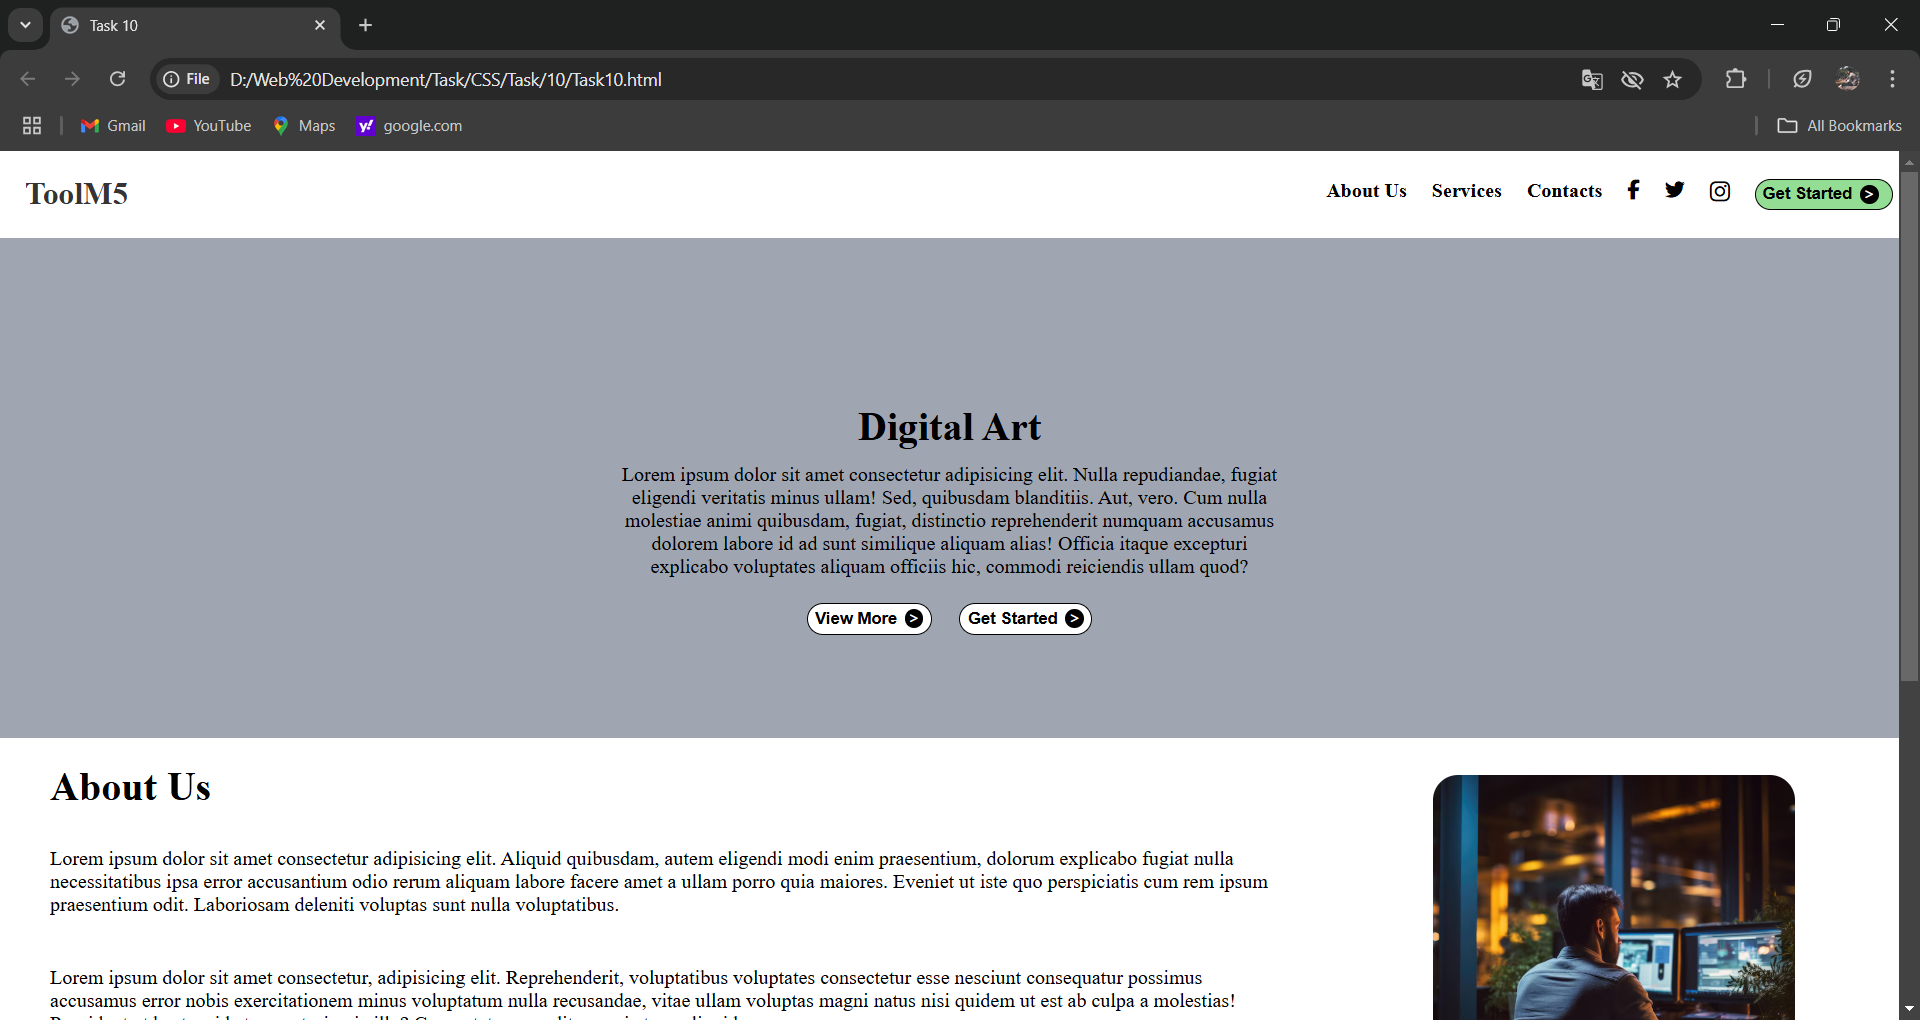 Task 10
File D:/Web%20Development/Task/CSS/Task/10/Task10.html
Gmail YouTube Maps y! google.com All Bookmarks
ToolM5
About Us Services Contacts Get Started >
Digital Art
Lorem ipsum dolor sit amet consectetur adipisicing elit. Nulla repudiandae, fugiat
eligendi veritatis minus ullam! Sed, quibusdam blanditiis. Aut, vero. Cum nulla
molestiae animi quibusdam, fugiat, distinctio reprehenderit numquam accusamus
dolorem labore id ad sunt similique aliquam alias! Officia itaque excepturi
explicabo voluptates aliquam officiis hic, commodi reiciendis ullam quod?
View More > Get Started >
About Us
Lorem ipsum dolor sit amet consectetur adipisicing elit. Aliquid quibusdam, autem eligendi modi enim praesentium, dolorum explicabo fugiat nulla
necessitatibus ipsa error accusantium odio rerum aliquam labore facere amet a ullam porro quia maiores. Eveniet ut iste quo perspiciatis cum rem ipsum
praesentium odit. Laboriosam deleniti voluptas sunt nulla voluptatibus.
Lorem ipsum dolor sit amet consectetur, adipisicing elit. Reprehenderit, voluptatibus voluptates consectetur esse nesciunt consequatur possimus
accusamus error nobis exercitationem minus voluptatum nulla recusandae, vitae ullam voluptas magni natus nisi quidem ut est ab culpa a molestias!